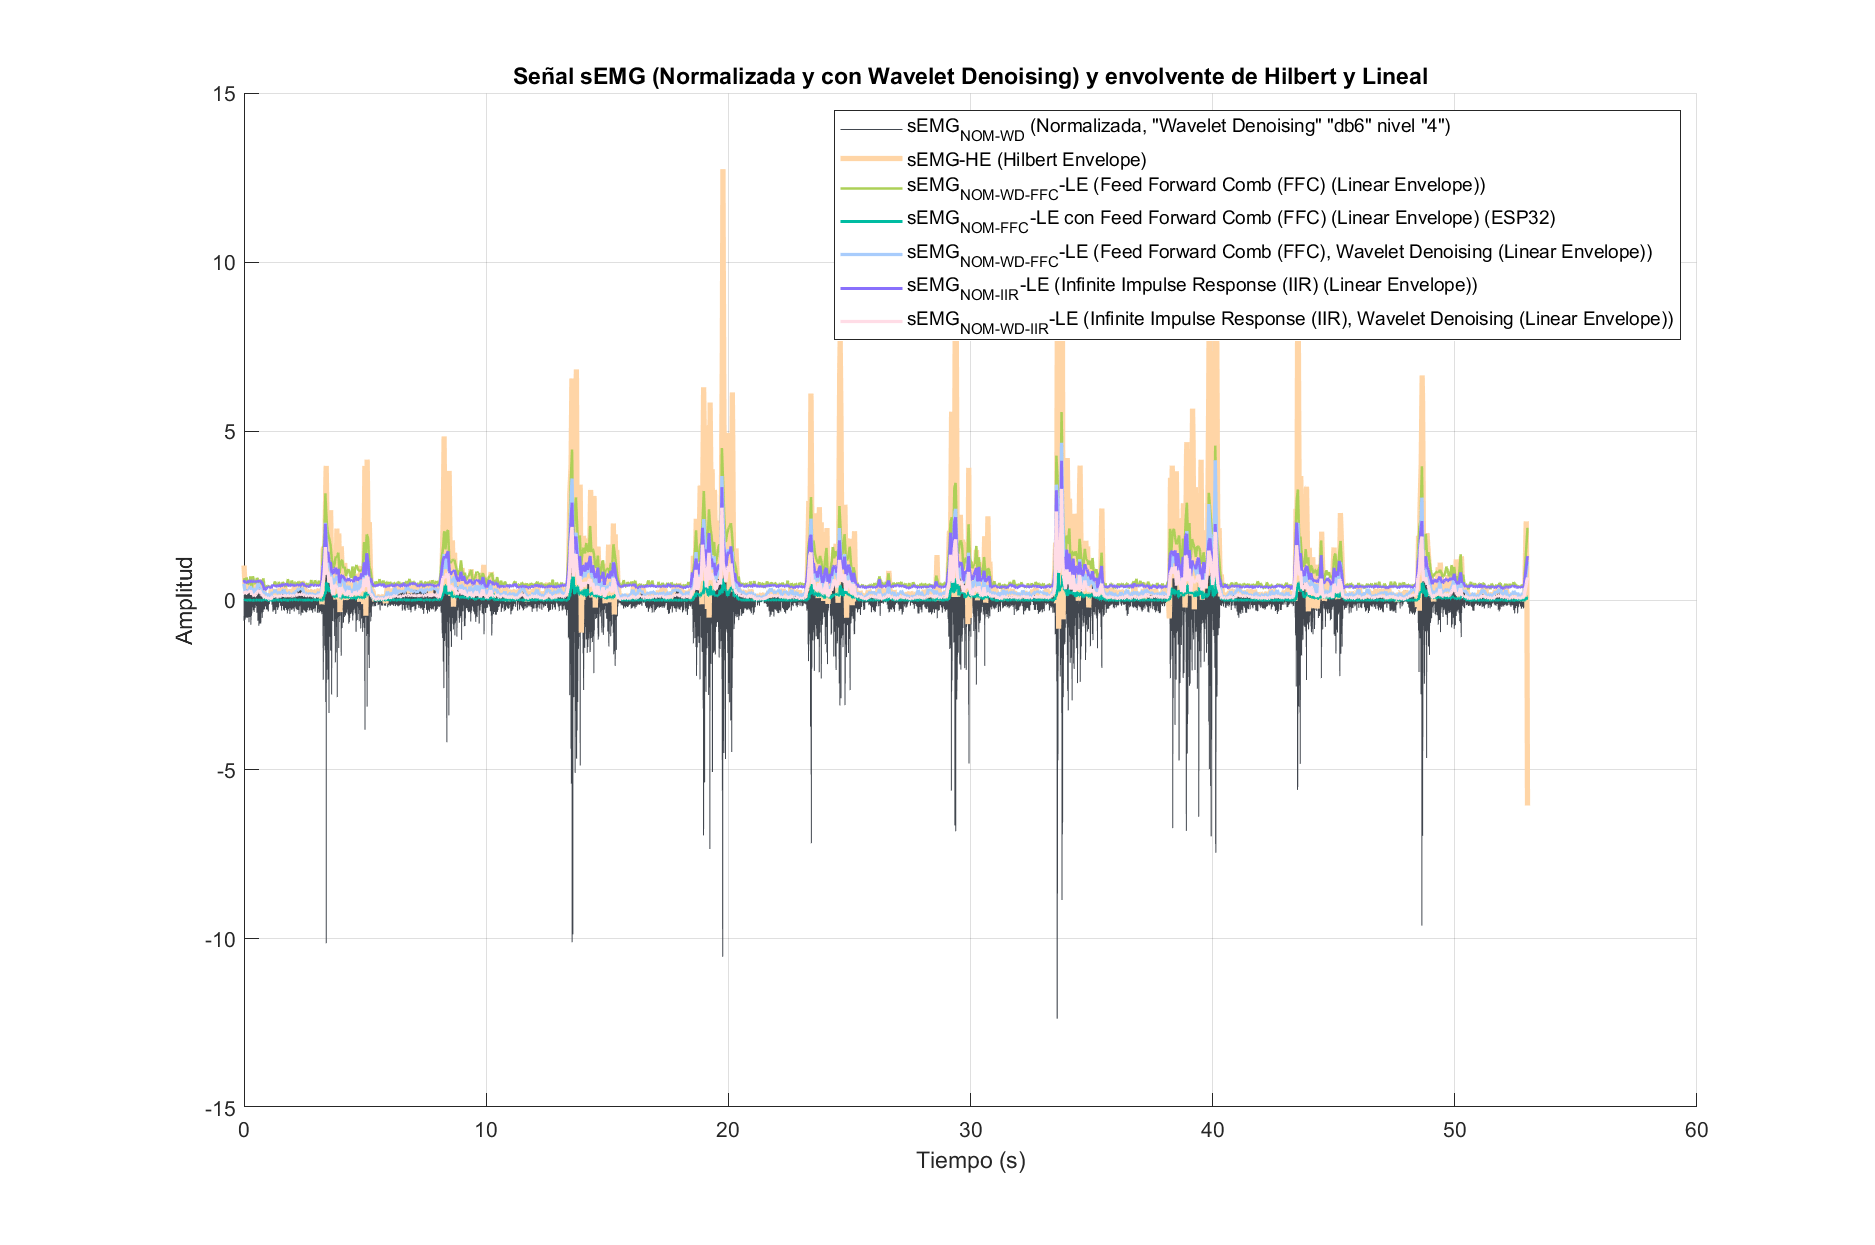 Señal sEMG (Normalizada y con Wavelet Denoising) y envolvente de Hilbert y Lineal
sEMG_NOM-WD (Normalizada, "Wavelet Denoising" "db6" nivel "4")
sEMG-HE (Hilbert Envelope)
sEMG_NOM-WD-FFC-LE (Feed Forward Comb (FFC) (Linear Envelope))
sEMG_NOM-FFC-LE con Feed Forward Comb (FFC) (Linear Envelope) (ESP32)
sEMG_NOM-WD-FFC-LE (Feed Forward Comb (FFC), Wavelet Denoising (Linear Envelope))
sEMG_NOM-IIR-LE (Infinite Impulse Response (IIR) (Linear Envelope))
sEMG_NOM-WD-IIR-LE (Infinite Impulse Response (IIR), Wavelet Denoising (Linear Envelope))
Amplitud
15
10
5
0
-5
-10
-15
0 10 20 30 40 50 60
Tiempo (s)